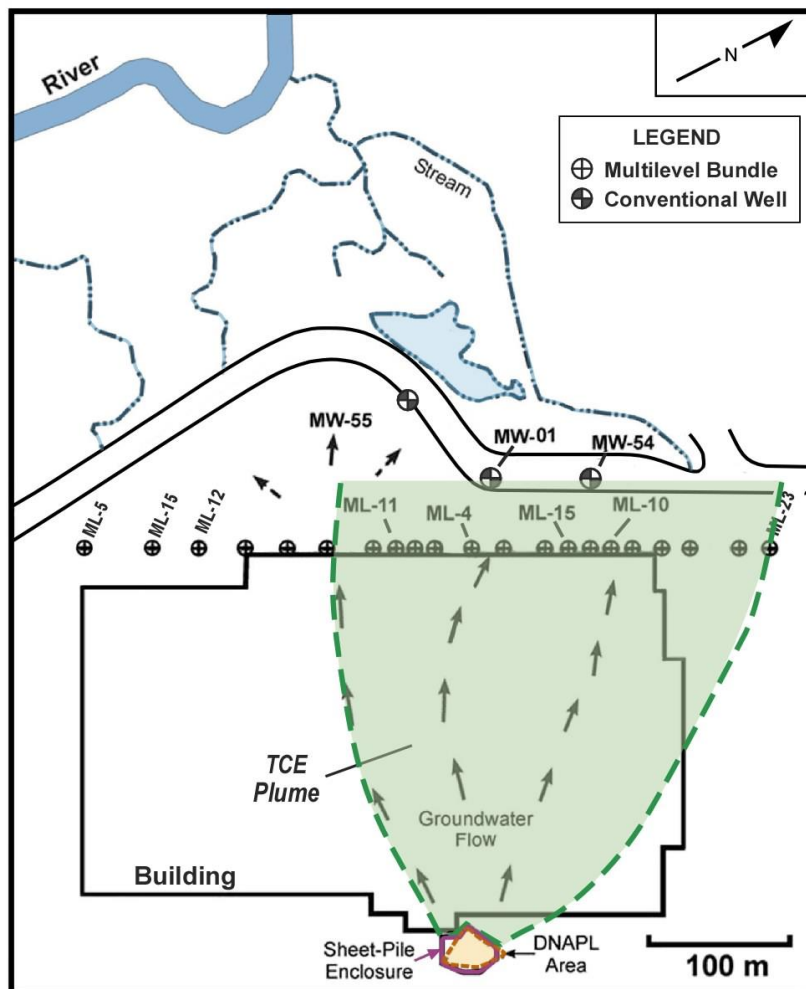 River
N
LEGEND
Multilevel Bundle
Conventional Well
Stream
MW-55
MW-01
MW-54
ML-5
ML-15
ML-12
ML-11
ML-4
ML-15
ML-10
ML-23
TCE
Plume
Groundwater
Flow
Building
Sheet-Pile
Enclosure
DNAPL
Area
100 m